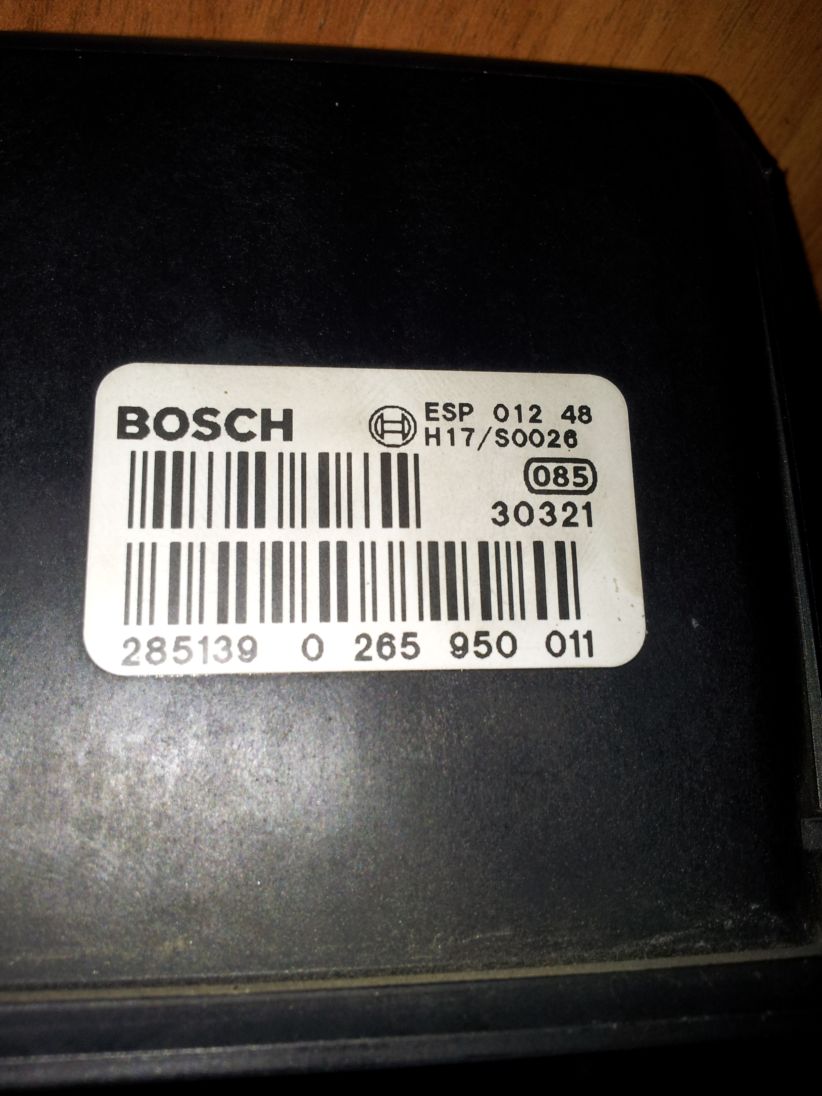 BOSCH
ESP 012 48
H17/S0026
085
30321
285139 0 265 950 011